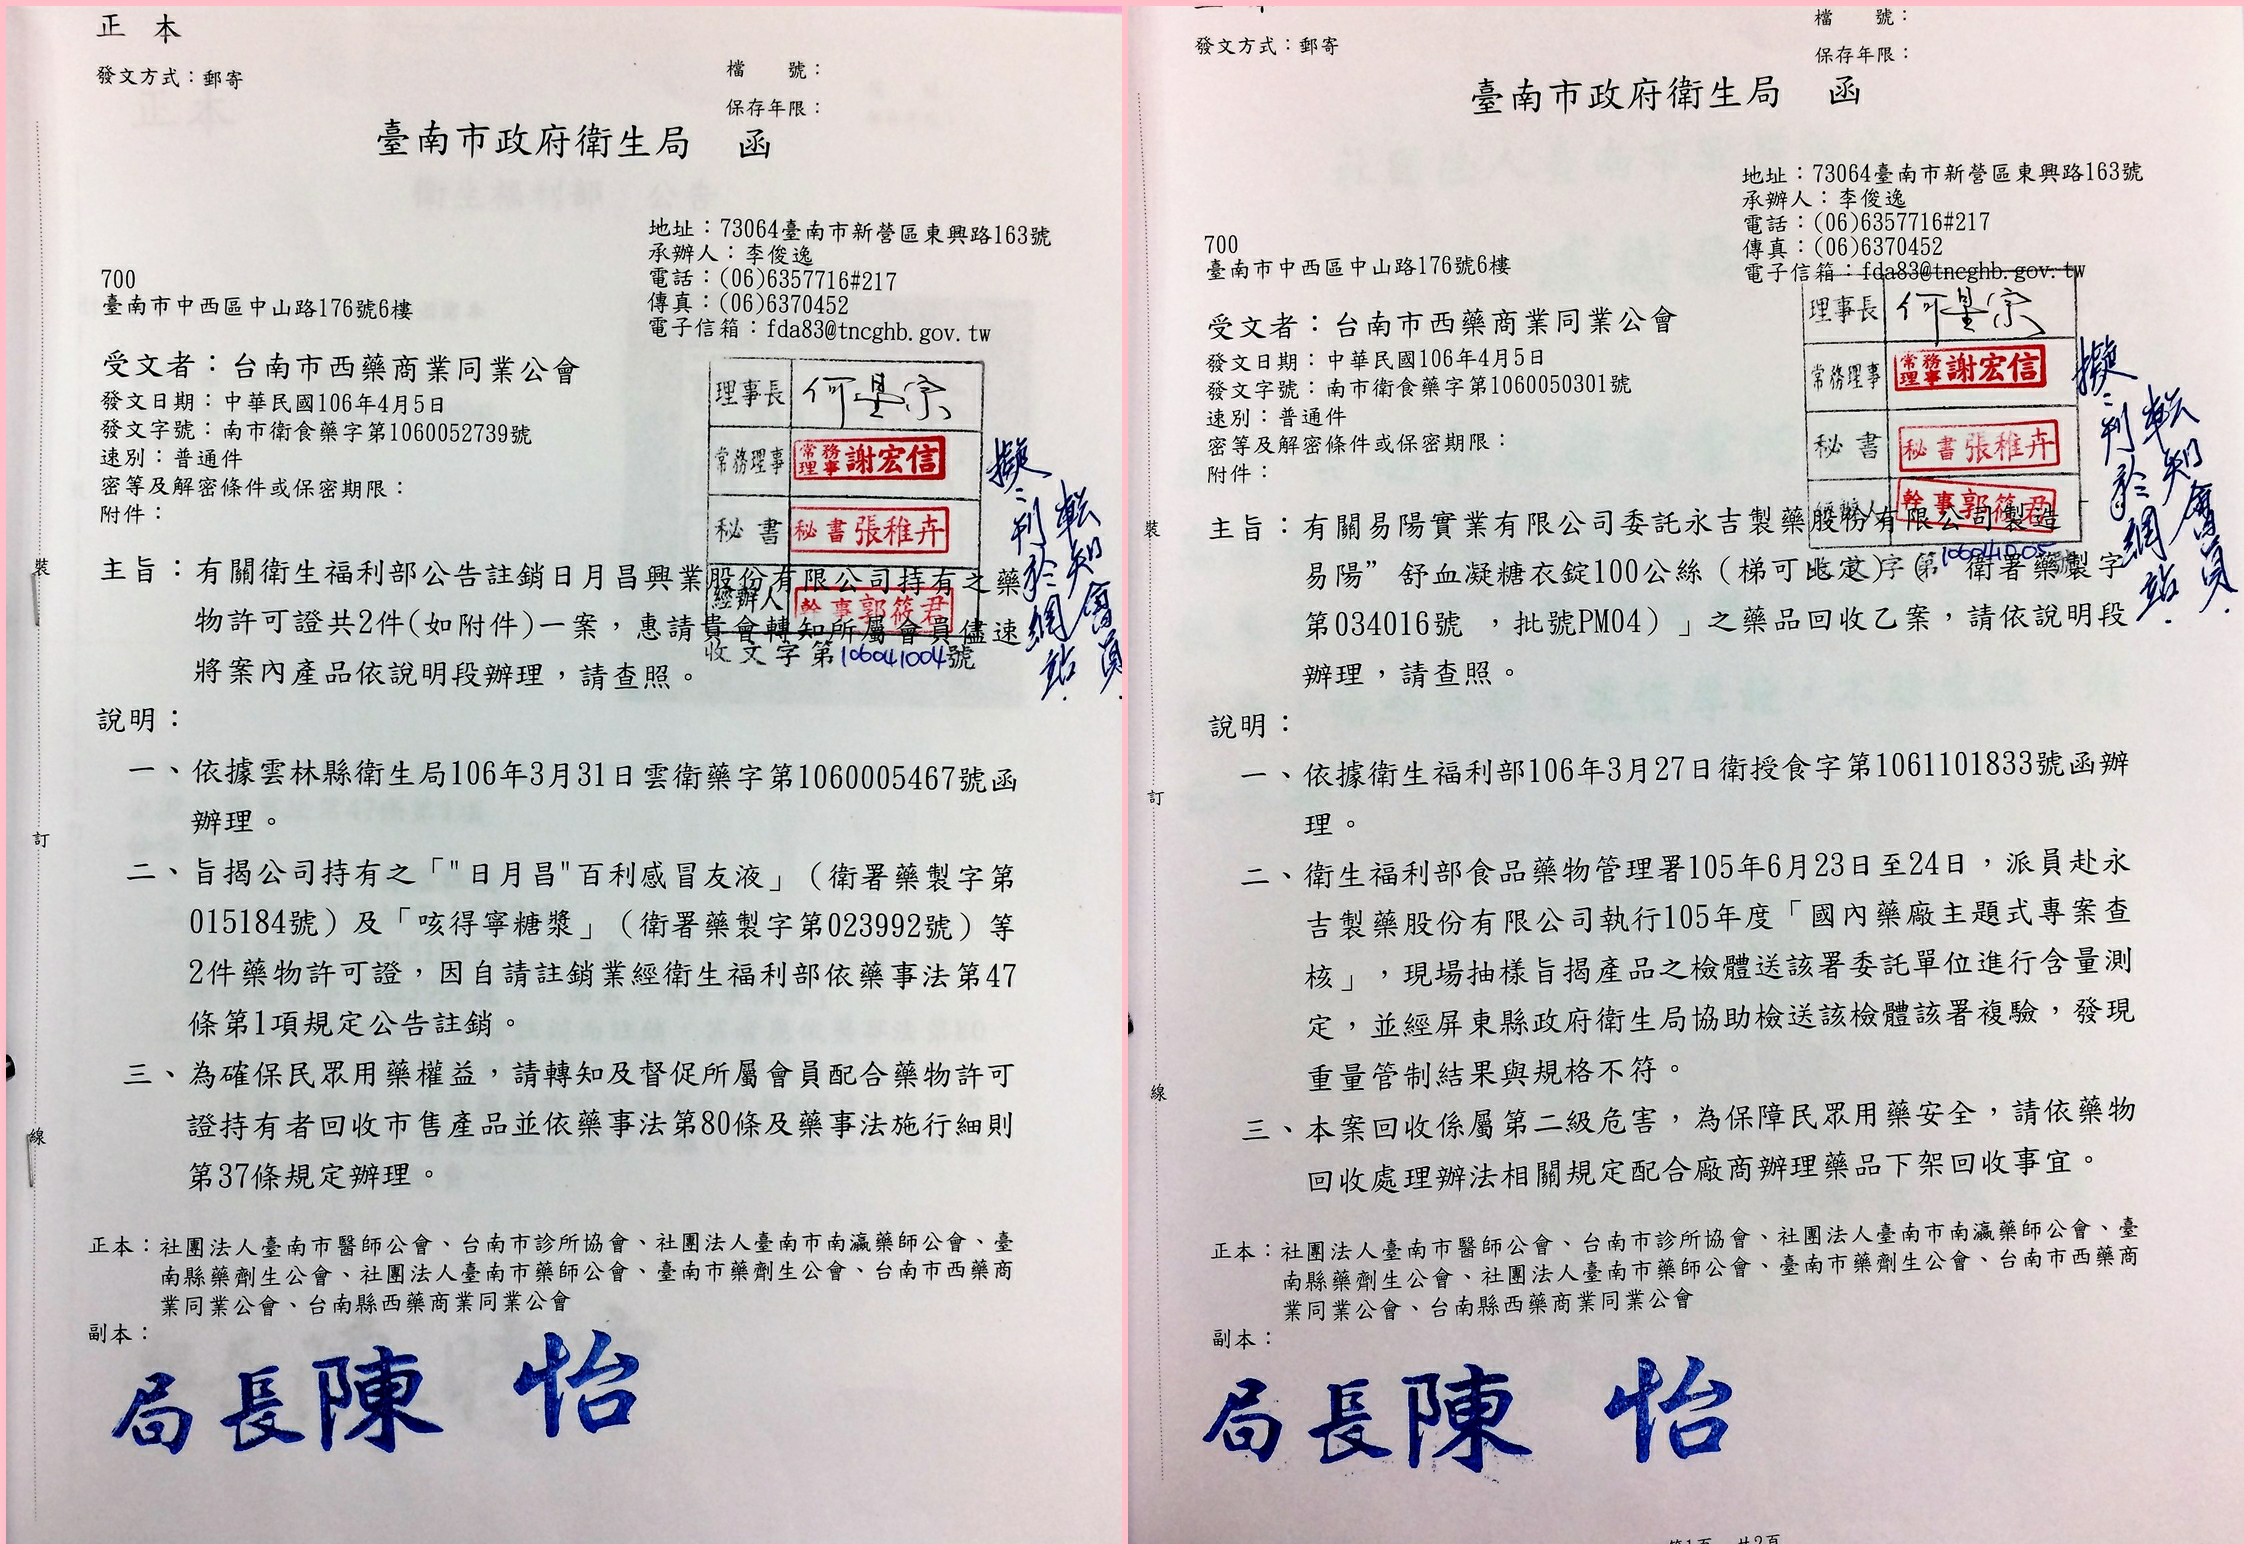 正 本
發文方式：郵寄
檔 號：
保存年限：
臺南市政府衛生局 函
地址：73064臺南市新營區東興路163號
承辦人：李俊逸
電話：(06)6357716#217
傳真：(06)6370452
電子信箱：fda83@tncghb.gov.tw
700
臺南市中西區中山路176號6樓
受文者：台南市西藥商業同業公會
發文日期：中華民國106年4月5日
發文字號：南市衛食藥字第1060052739號
速別：普通件
密等及解密條件或保密期限：
附件：
理事長
常務理事 常務理事謝宏信
秘書 秘書張稚卉
經辦人 幹事郭筱君
收文字第106041004號
擬：刊於網站
轉知會員.
主旨：有關衛生福利部公告註銷日月昌興業股份有限公司持有之藥
物許可證共2件(如附件)一案，惠請貴會轉知所屬會員儘速
將案內產品依說明段辦理，請查照。
說明：
一、依據雲林縣衛生局106年3月31日雲衛藥字第1060005467號函
辦理。
二、旨揭公司持有之「"日月昌"百利感冒友液」（衛署藥製字第
015184號）及「咳得寧糖漿」（衛署藥製字第023992號）等
2件藥物許可證，因自請註銷業經衛生福利部依藥事法第47
條第1項規定公告註銷。
三、為確保民眾用藥權益，請轉知及督促所屬會員配合藥物許可
證持有者回收市售產品並依藥事法第80條及藥事法施行細則
第37條規定辦理。
正本：社團法人臺南市醫師公會、台南市診所協會、社團法人臺南市南瀛藥師公會、臺
南縣藥劑生公會、社團法人臺南市藥師公會、臺南市藥劑生公會、台南市西藥商
業同業公會、台南縣西藥商業同業公會
副本：
局長陳 怡
裝
訂
線
發文方式：郵寄
檔 號：
保存年限：
臺南市政府衛生局 函
地址：73064臺南市新營區東興路163號
承辦人：李俊逸
電話：(06)6357716#217
傳真：(06)6370452
電子信箱：fda83@tncghb.gov.tw
700
臺南市中西區中山路176號6樓
受文者：台南市西藥商業同業公會
發文日期：中華民國106年4月5日
發文字號：南市衛食藥字第1060050301號
速別：普通件
密等及解密條件或保密期限：
附件：
理事長
常務理事 常務理事謝宏信
秘書 秘書張稚卉
經辦人 幹事郭筱君
收文字第106041005號
擬：刊於網站.
轉知會員.
主旨：有關易陽實業有限公司委託永吉製藥股份有限公司製造
易陽”舒血凝糖衣錠100公絲（梯可比定）（衛署藥製字
第034016號 ，批號PM04）」之藥品回收乙案，請依說明段
辦理，請查照。
說明：
一、依據衛生福利部106年3月27日衛授食字第1061101833號函辦
理。
二、衛生福利部食品藥物管理署105年6月23日至24日，派員赴永
吉製藥股份有限公司執行105年度「國內藥廠主題式專案查
核」，現場抽樣旨揭產品之檢體送該署委託單位進行含量測
定，並經屏東縣政府衛生局協助檢送該檢體該署複驗，發現
重量管制結果與規格不符。
三、本案回收係屬第二級危害，為保障民眾用藥安全，請依藥物
回收處理辦法相關規定配合廠商辦理藥品下架回收事宜。
正本：社團法人臺南市醫師公會、台南市診所協會、社團法人臺南市南瀛藥師公會、臺
南縣藥劑生公會、社團法人臺南市藥師公會、臺南市藥劑生公會、台南市西藥商
業同業公會、台南縣西藥商業同業公會
副本：
局長陳 怡
裝
訂
線